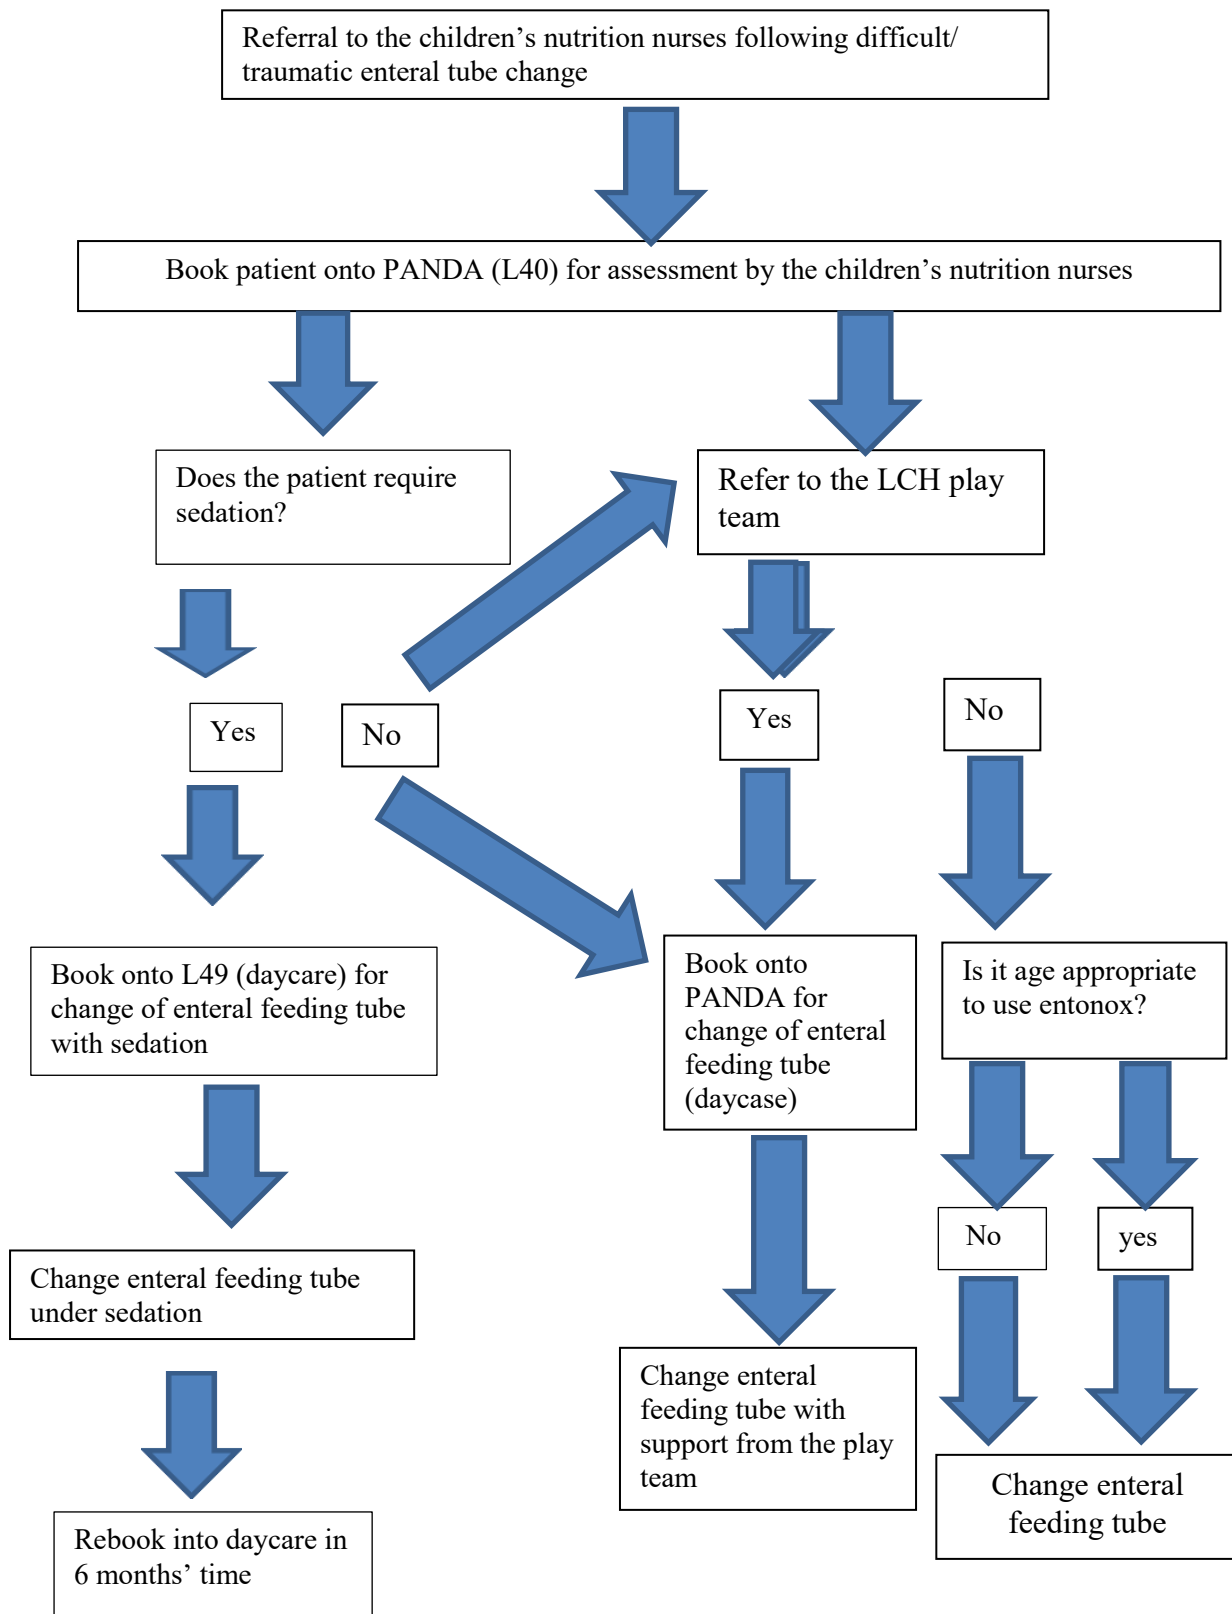 Referral to the children’s nutrition nurses following difficult/
traumatic enteral tube change
Book patient onto PANDA (L40) for assessment by the children’s nutrition nurses
Does the patient require
sedation?
Refer to the LCH play
team
Yes
No
Yes
No
Book onto L49 (daycare) for
change of enteral feeding tube
with sedation
Book onto
PANDA for
change of enteral
feeding tube
(daycase)
Is it age appropriate
to use entonox?
No
yes
Change enteral feeding tube
under sedation
Change enteral
feeding tube with
support from the play
team
Change enteral
feeding tube
Rebook into daycare in
6 months’ time